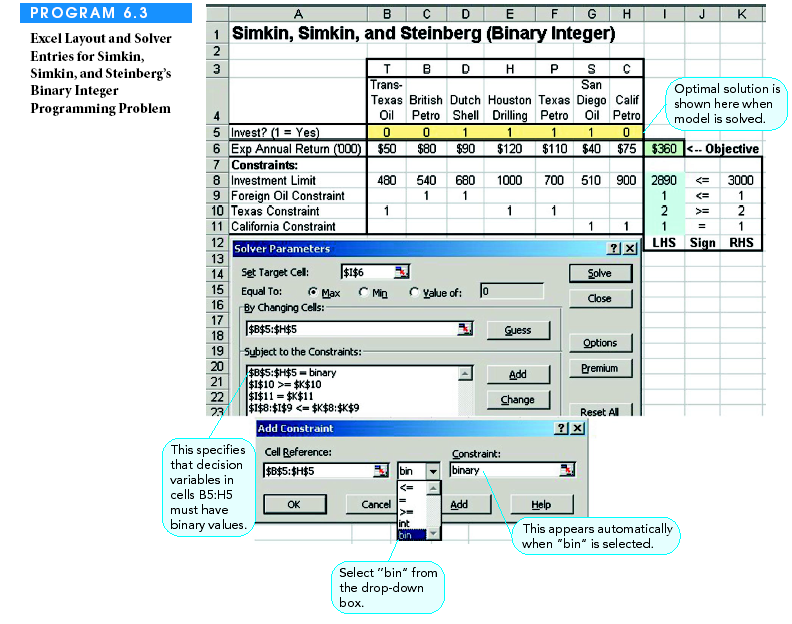 PROGRAM 6.3
Excel Layout and Solver
Entries for Simkin,
Simkin, and Steinberg's
Binary Integer
Programming Problem
A B C D E F G H I J K
1 Simkin, Simkin, and Steinberg (Binary Integer)
2
3 T B D H P S C
Trans- San
Texas British Dutch Houston Texas Diego Calif
4 Oil Petro Shell Drilling Petro Oil Petro
5 Invest? (1 = Yes) 0 0 1 1 1 1 0
6 Exp Annual Return ('000) $50 $80 $90 $120 $110 $40 $75 $360 <-- Objective
7 Constraints:
8 Investment Limit 480 540 680 1000 700 510 900 2890 <= 3000
9 Foreign Oil Constraint 1 1 1 <= 1
10 Texas Constraint 1 1 1 2 >= 2
11 California Constraint 1 1 1 = 1
12 LHS Sign RHS
13
14
15
16
17
18
19
20
21
22
23
Optimal solution is
shown here when
model is solved.
Solver Parameters
Set Target Cell: $I$6 Solve
Equal To: Max Min Value of: 0 Close
By Changing Cells:
$B$5:$H$5 Guess
Options
Subject to the Constraints:
Premium
$B$5:$H$5 = binary Add
$I$10 >= $K$10
$I$11 = $K$11 Change
$I$8:$I$9 <= $K$8:$K$9 Reset All
Add Constraint
Cell Reference: Constraint:
$B$5:$H$5 bin binary
<=
=
>=
int
bin
OK Cancel Add Help
This specifies
that decision
variables in
cells B5:H5
must have
binary values.
This appears automatically
when "bin" is selected.
Select "bin" from
the drop-down
box.